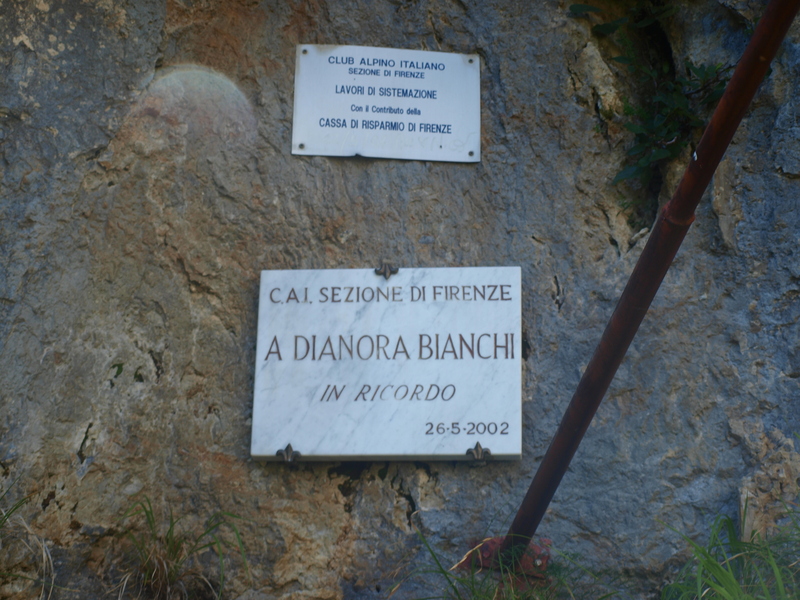 CLUB ALPINO ITALIANO
SEZIONE DI FIRENZE
LAVORI DI SISTEMAZIONE
Con il Contributo della
CASSA DI RISPARMIO DI FIRENZE
C.A.I. SEZIONE DI FIRENZE
A DIANORA BIANCHI
IN RICORDO
26-5-2002